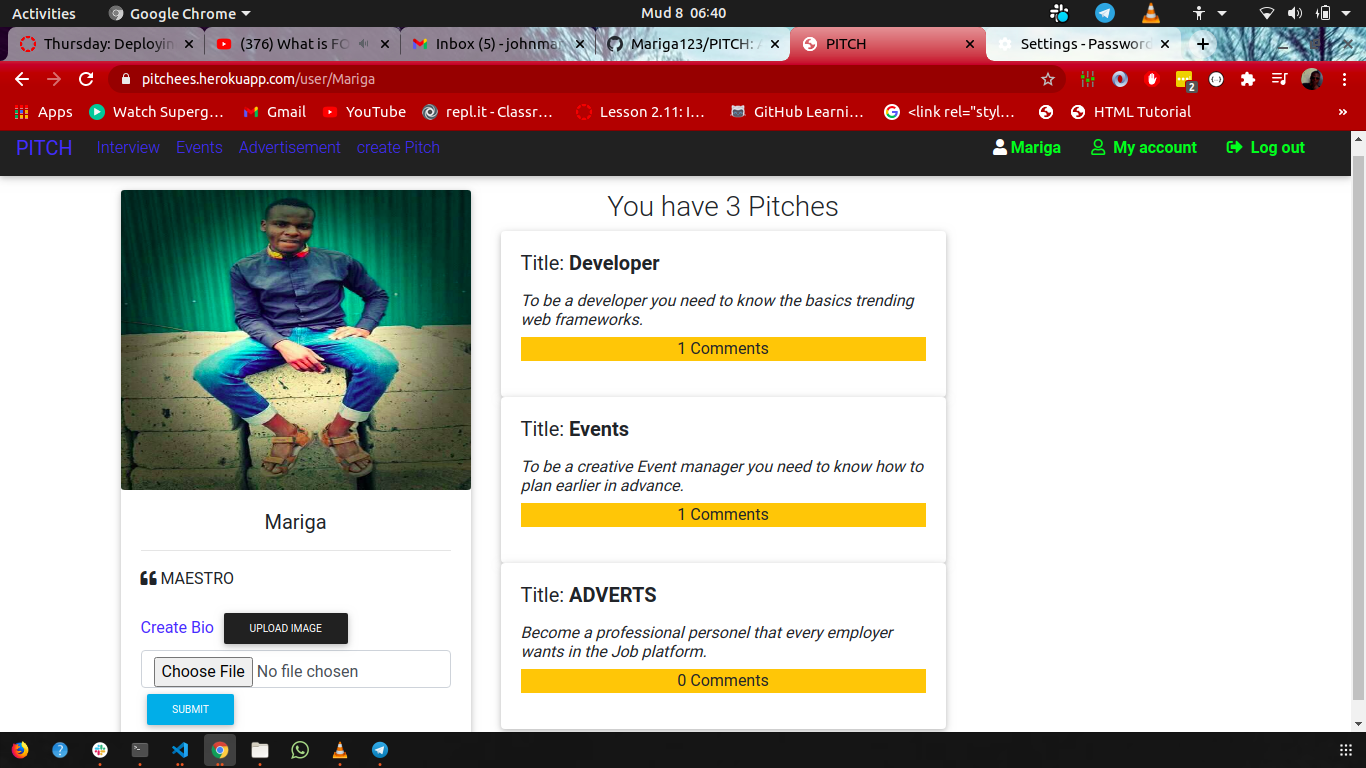 Activities
Google Chrome
Mud 8 06:40
Thursday: Deployin
(376) What is FO
Inbox (5) - johnmar
Mariga123/PITCH: A
PITCH
Settings - Password
pitchees.herokuapp.com/user/Mariga
2
Apps
Watch Superg...
Gmail
YouTube
repl.it - Classr...
Lesson 2.11: I...
GitHub Learni...
<link rel="styl...
HTML Tutorial
»
PITCH
Interview
Events
Advertisement
create Pitch
Mariga
My account
Log out
You have 3 Pitches
Title: Developer
To be a developer you need to know the basics trending
web frameworks.
1 Comments
Title: Events
To be a creative Event manager you need to know how to
plan earlier in advance.
1 Comments
Title: ADVERTS
Become a professional personel that every employer
wants in the Job platform.
0 Comments
Mariga
MAESTRO
Create Bio
UPLOAD IMAGE
Choose File No file chosen
SUBMIT